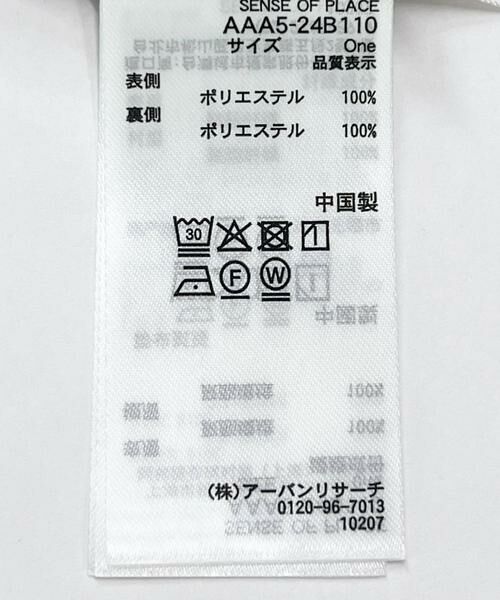 SENSE OF PLACE
AAA5-24B110
サイズ One
品質表示
表側
ポリエステル 100%
裏側
ポリエステル 100%
中国製
30
F W
(株)アーバンリサーチ
0120-96-7013
10207